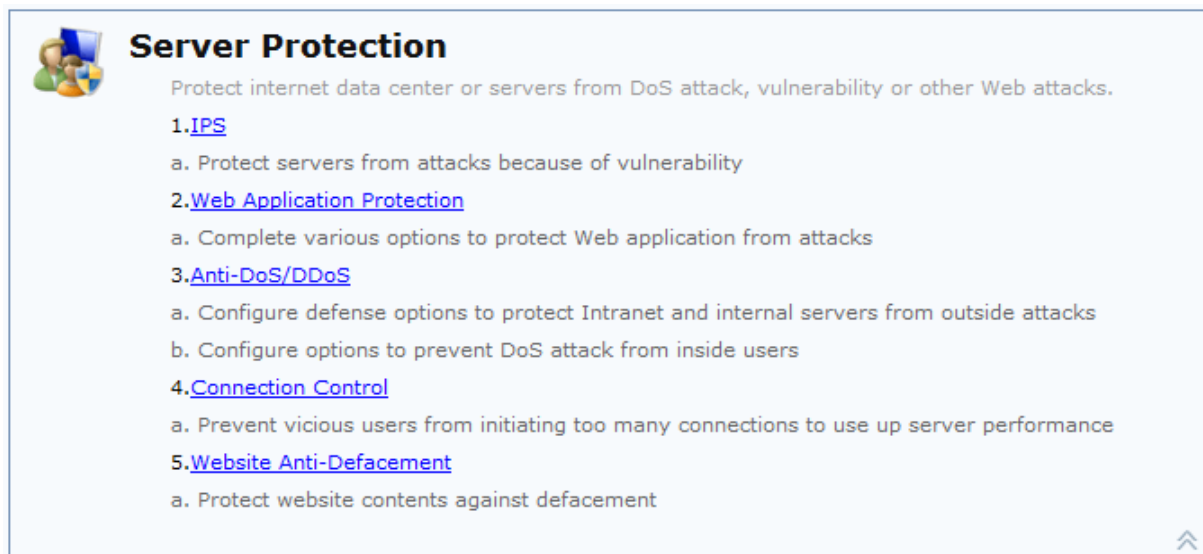 Server Protection
Protect internet data center or servers from DoS attack, vulnerability or other Web attacks.
1.IPS
a. Protect servers from attacks because of vulnerability
2.Web Application Protection
a. Complete various options to protect Web application from attacks
3.Anti-DoS/DDoS
a. Configure defense options to protect Intranet and internal servers from outside attacks
b. Configure options to prevent DoS attack from inside users
4.Connection Control
a. Prevent vicious users from initiating too many connections to use up server performance
5.Website Anti-Defacement
a. Protect website contents against defacement